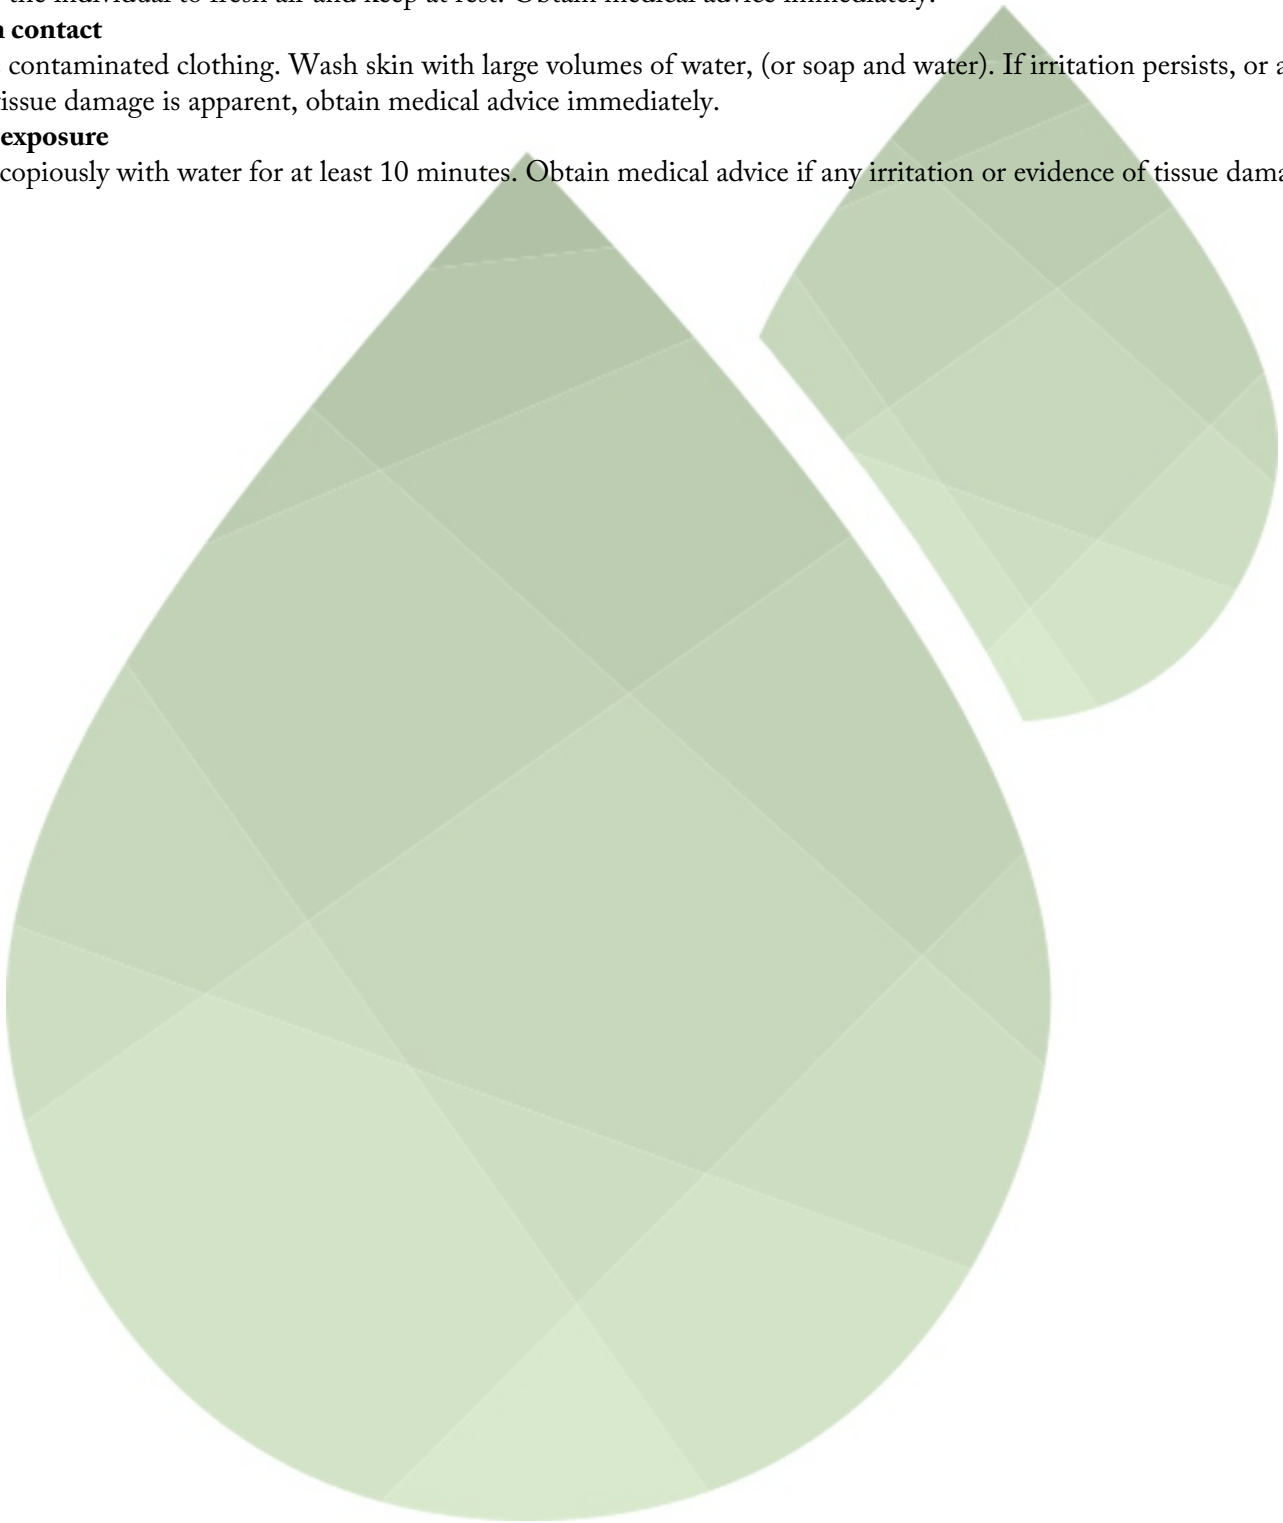 the individual to fresh air and keep at rest. Obtain medical advice immediately.
contact
contaminated clothing. Wash skin with large volumes of water, (or soap and water). If irritation persists, or a
issue damage is apparent, obtain medical advice immediately.
exposure
copiously with water for at least 10 minutes. Obtain medical advice if any irritation or evidence of tissue dama